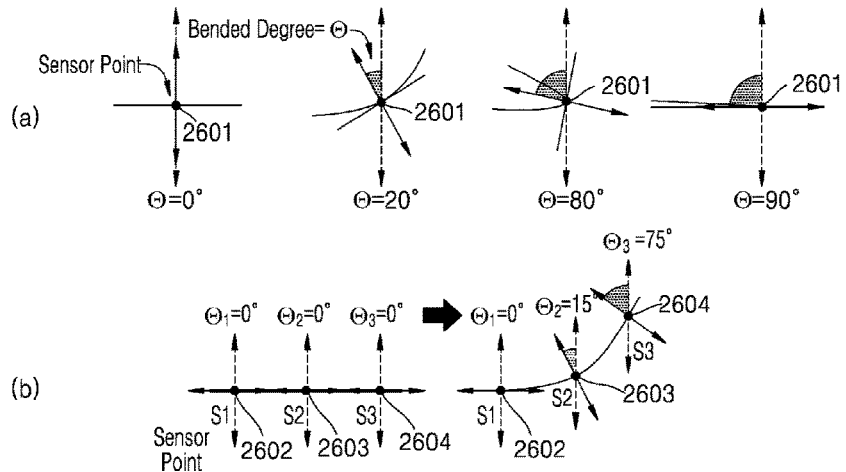 Bended Degree= Θ
Sensor Point
(a)
2601
2601
2601
2601
Θ=0°
Θ=20°
Θ=80°
Θ=90°
Θ3 =75°
Θ1=0°
Θ2=0°
Θ3=0°
Θ1=0°
Θ2=15°
2604
S3
(b)
S1
S2
S3
S1
S2
2603
Sensor
Point
2602
2603
2604
2602